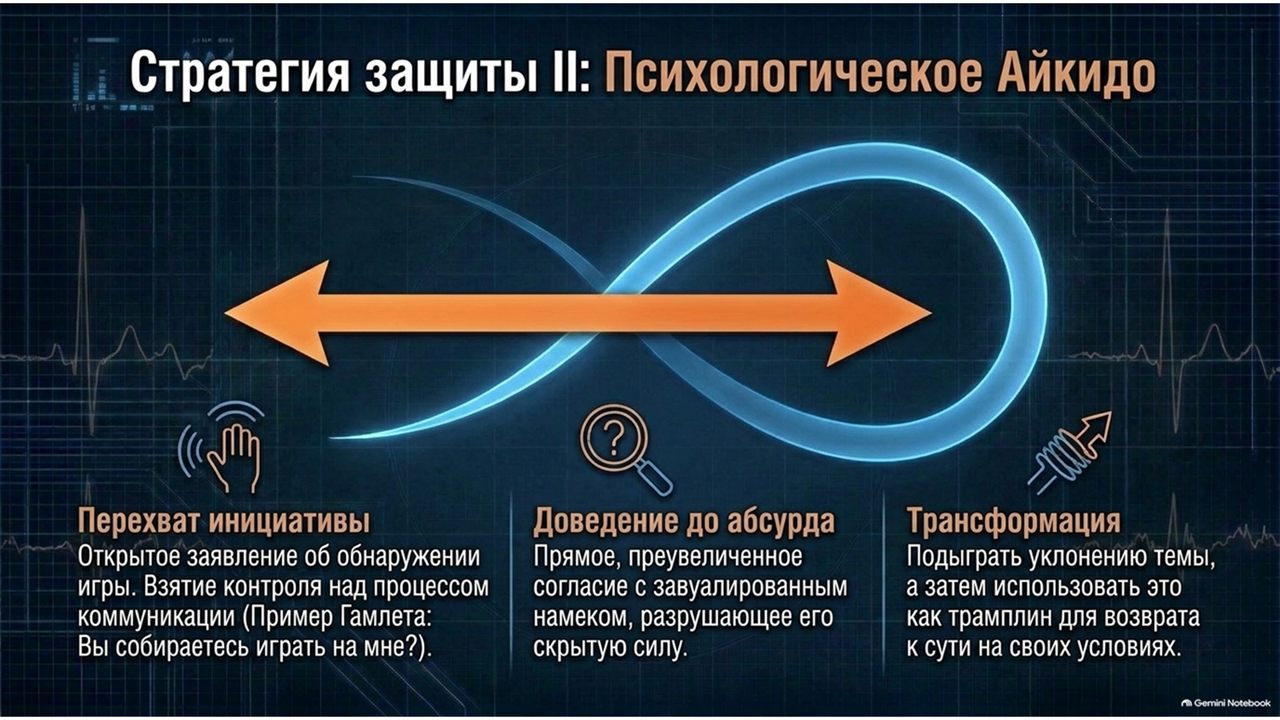 Стратегия защиты II: Психологическое Айкидо
?
Перехват инициативы
Открытое заявление об обнаружении
игры. Взятие контроля над процессом
коммуникации (Пример Гамлета:
Вы собираетесь играть на мне?).
Доведение до абсурда
Прямое, преувеличенное
согласие с завуалированным
намеком, разрушающее его
скрытую силу.
Трансформация
Подыграть уклонению темы,
а затем использовать это
как трамплин для возврата
к сути на своих условиях.
Gemini Notebook